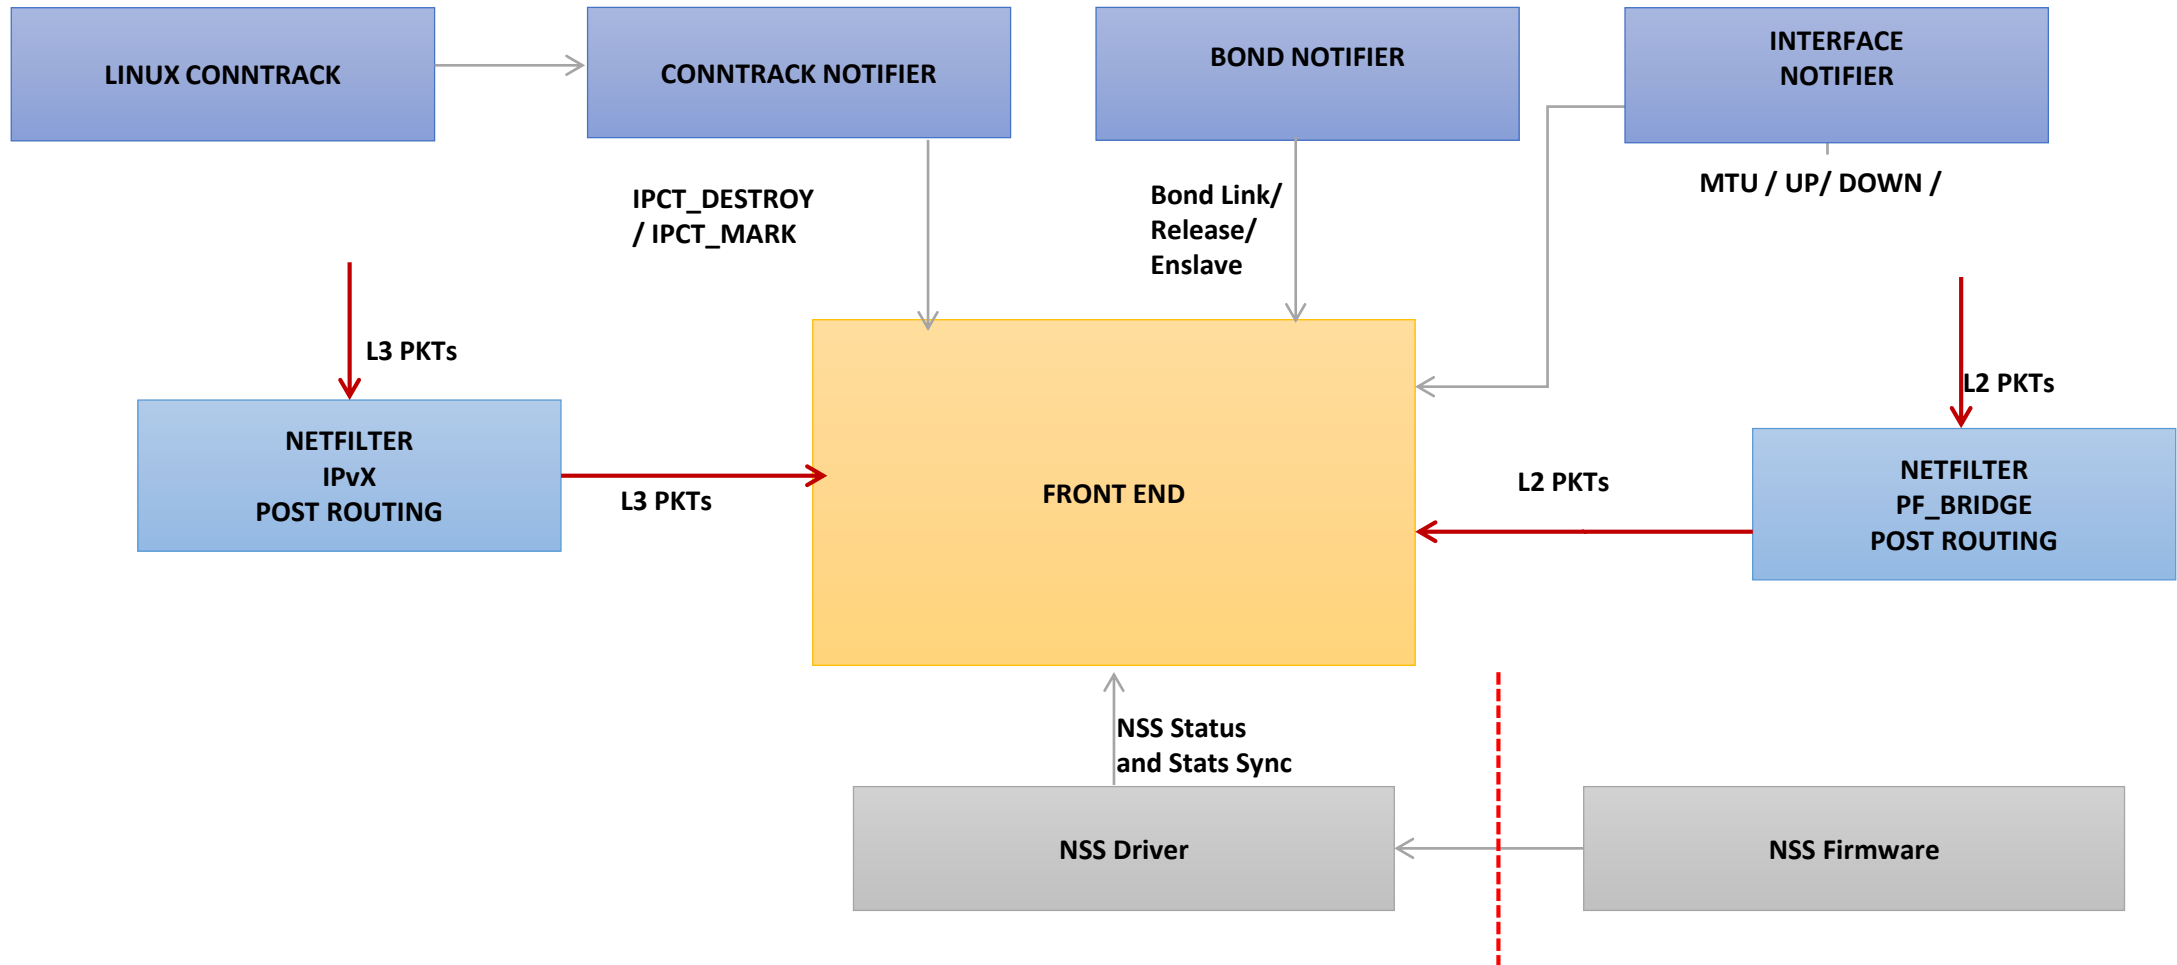 LINUX CONNTRACK
CONNTRACK NOTIFIER
BOND NOTIFIER
INTERFACE
NOTIFIER
IPCT_DESTROY
/ IPCT_MARK
Bond Link/
Release/
Enslave
MTU / UP/ DOWN /
L3 PKTs
L2 PKTs
NETFILTER
IPvX
POST ROUTING
L3 PKTs
FRONT END
L2 PKTs
NETFILTER
PF_BRIDGE
POST ROUTING
NSS Status
and Stats Sync
NSS Driver
NSS Firmware